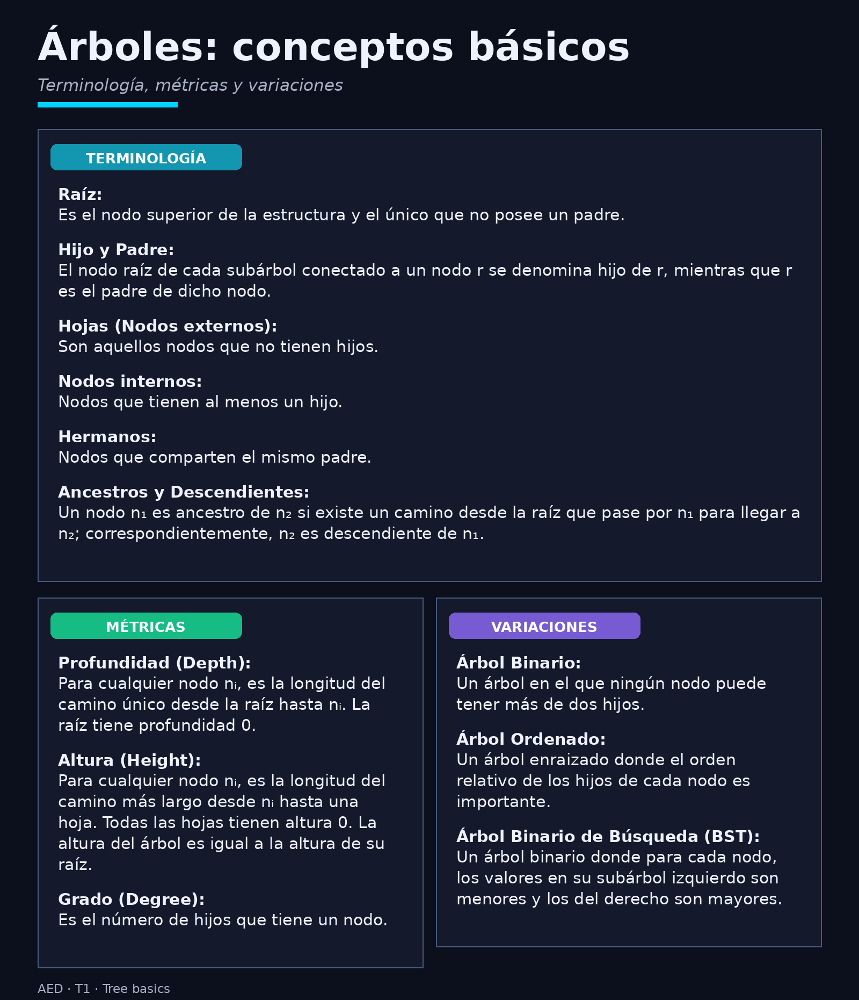 Árboles: conceptos básicos
Terminología, métricas y variaciones
TERMINOLOGÍA
Raíz:
Es el nodo superior de la estructura y el único que no posee un padre.
Hijo y Padre:
El nodo raíz de cada subárbol conectado a un nodo r se denomina hijo de r, mientras que r
es el padre de dicho nodo.
Hojas (Nodos externos):
Son aquellos nodos que no tienen hijos.
Nodos internos:
Nodos que tienen al menos un hijo.
Hermanos:
Nodos que comparten el mismo padre.
Ancestros y Descendientes:
Un nodo n₁ es ancestro de n₂ si existe un camino desde la raíz que pase por n₁ para llegar a
n₂; correspondientemente, n₂ es descendiente de n₁.
MÉTRICAS
Profundidad (Depth):
Para cualquier nodo nᵢ, es la longitud del
camino único desde la raíz hasta nᵢ. La
raíz tiene profundidad 0.
Altura (Height):
Para cualquier nodo nᵢ, es la longitud del
camino más largo desde nᵢ hasta una
hoja. Todas las hojas tienen altura 0. La
altura del árbol es igual a la altura de su
raíz.
Grado (Degree):
Es el número de hijos que tiene un nodo.
VARIACIONES
Árbol Binario:
Un árbol en el que ningún nodo puede
tener más de dos hijos.
Árbol Ordenado:
Un árbol enraizado donde el orden
relativo de los hijos de cada nodo es
importante.
Árbol Binario de Búsqueda (BST):
Un árbol binario donde para cada nodo,
los valores en su subárbol izquierdo son
menores y los del derecho son mayores.
AED · T1 · Tree basics